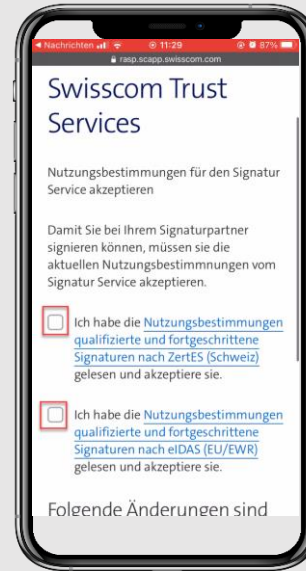 Nachrichten 11:29 87%
rasp.scapp.swisscom.com
Swisscom Trust
Services
Nutzungsbestimmungen für den Signatur
Service akzeptieren
Damit Sie bei Ihrem Signaturpartner
signieren können, müssen sie die
aktuellen Nutzungsbestimmnungen vom
Signatur Service akzeptieren.
Ich habe die Nutzungsbestimmungen
qualifizierte und fortgeschrittene
Signaturen nach ZertES (Schweiz)
gelesen und akzeptiere sie.
Ich habe die Nutzungsbestimmungen
qualifizierte und fortgeschrittene
Signaturen nach eIDAS (EU/EWR)
gelesen und akzeptiere sie.
Folgende Änderungen sind